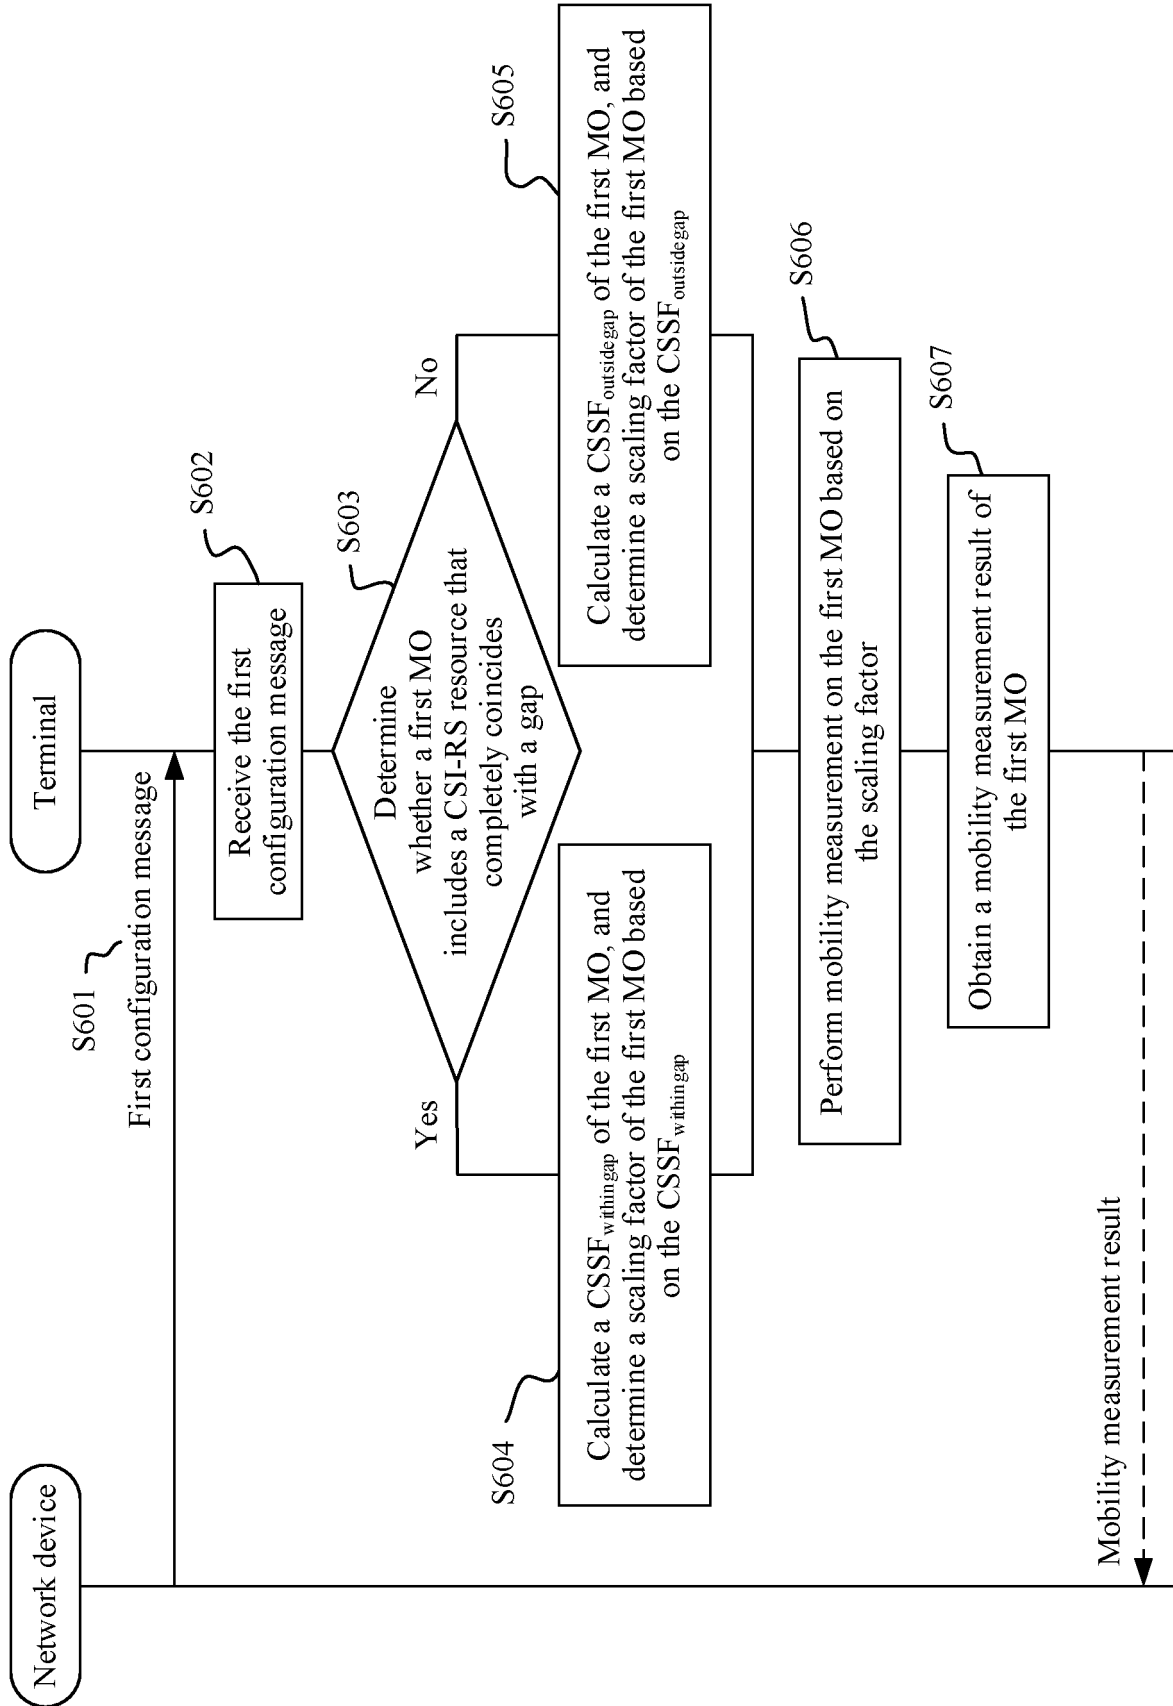 Network device
Terminal
S601
First configuration message
S602
Receive the first
configuration message
S603
Determine
whether a first MO
includes a CSI-RS resource that
completely coincides
with a gap
Yes
No
S604
Calculate a CSSFwithingap of the first MO, and
determine a scaling factor of the first MO based
on the CSSFwithingap
S605
Calculate a CSSFoutsidegap of the first MO, and
determine a scaling factor of the first MO based
on the CSSFoutsidegap
S606
Perform mobility measurement on the first MO based on
the scaling factor
S607
Obtain a mobility measurement result of
the first MO
Mobility measurement result